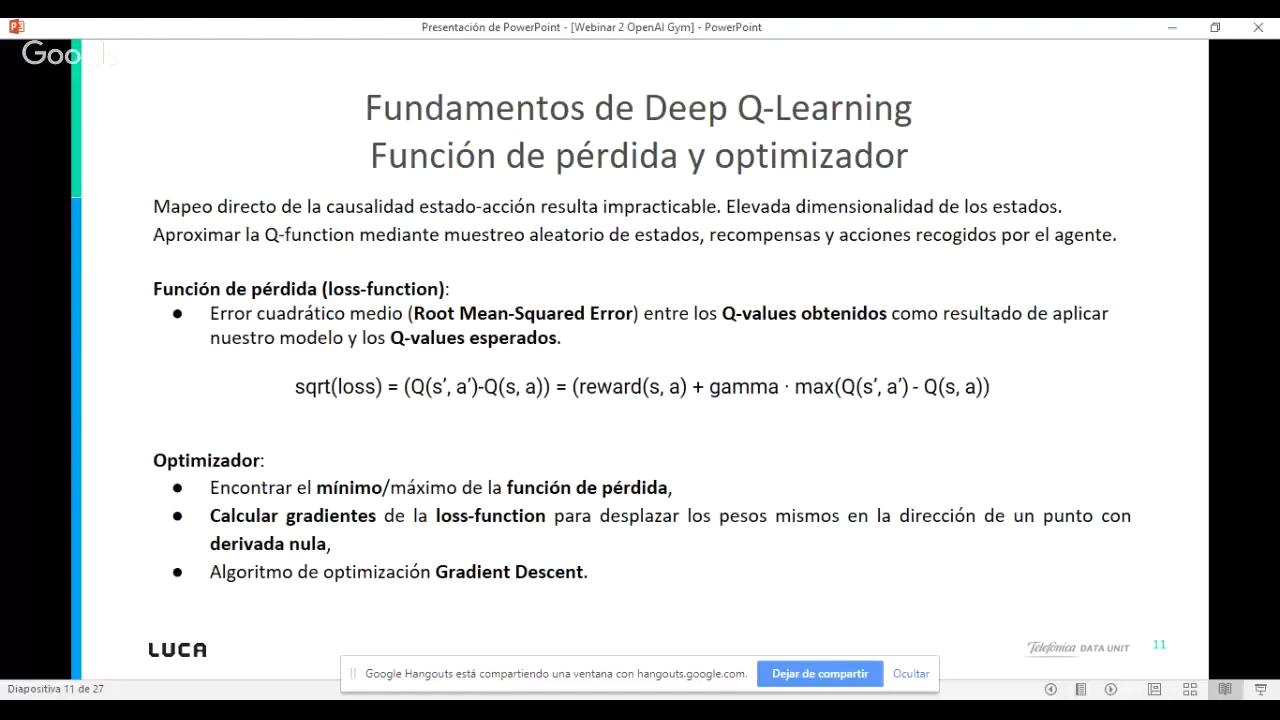 Presentación de PowerPoint - [Webinar 2 OpenAI Gym] - PowerPoint
Google
Fundamentos de Deep Q-Learning
Función de pérdida y optimizador
Mapeo directo de la causalidad estado-acción resulta impracticable. Elevada dimensionalidad de los estados.
Aproximar la Q-function mediante muestreo aleatorio de estados, recompensas y acciones recogidos por el agente.
Función de pérdida (loss-function):
● Error cuadrático medio (Root Mean-Squared Error) entre los Q-values obtenidos como resultado de aplicar
nuestro modelo y los Q-values esperados.
sqrt(loss) = (Q(s’, a’)-Q(s, a)) = (reward(s, a) + gamma · max(Q(s’, a’) - Q(s, a))
Optimizador:
● Encontrar el mínimo/máximo de la función de pérdida,
● Calcular gradientes de la loss-function para desplazar los pesos mismos en la dirección de un punto con
derivada nula,
● Algoritmo de optimización Gradient Descent.
LUCA
Telefónica DATA UNIT 11
Google Hangouts está compartiendo una ventana con hangouts.google.com. Dejar de compartir Ocultar
Diapositiva 11 de 27